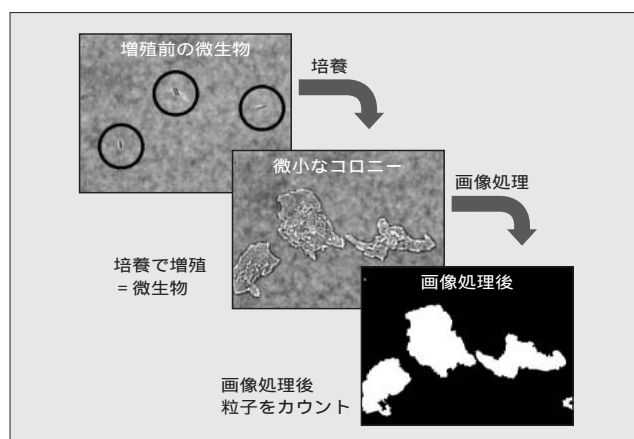 増殖前の微生物
培養
微小なコロニー
画像処理
培養で増殖
= 微生物
画像処理後
画像処理後
粒子をカウント